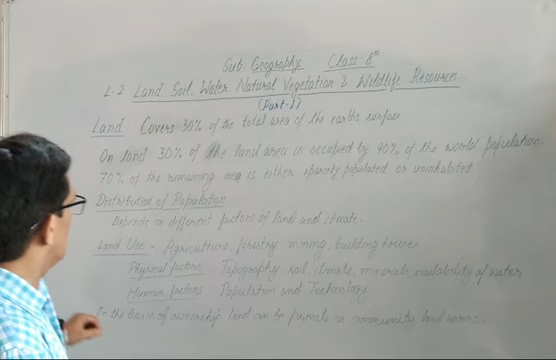 Sub. Geography Class: 8th
L-2 Land, Soil, Water, Natural Vegetation & Wildlife Resources
(Part-1)
Land: Covers 30% of the total area of the earth's surface
On land 30% of the land area is occupied by 90% of the world population.
70% of the remaining area is either sparsely populated or uninhabited
Distribution of Population
Depends on different factors of land and climate.
Land Use - Agriculture, forestry, mining, building houses
Physical factors: Topography, soil, climate, minerals, availability of water
Human factors: Population and Technology
On the basis of ownership land can be private or community land